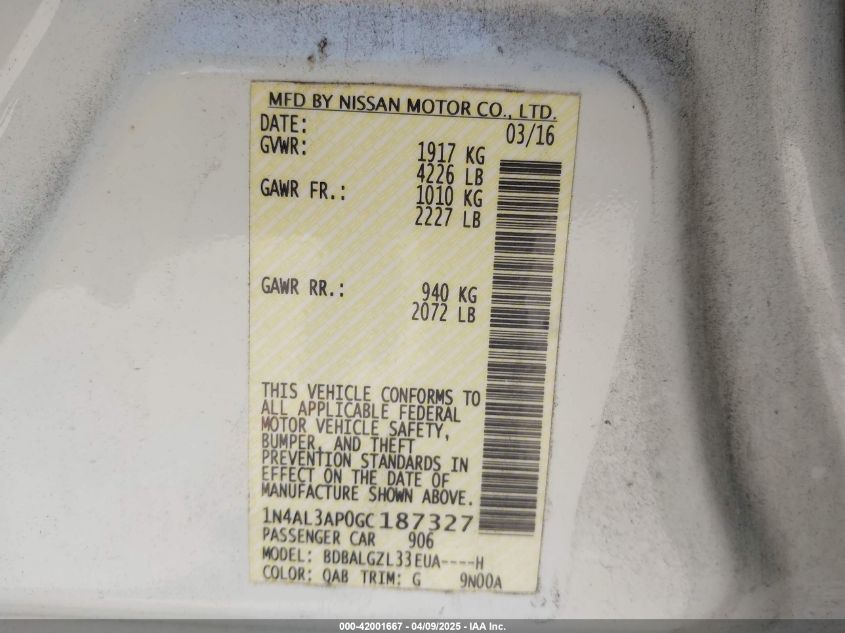 MFD BY NISSAN MOTOR CO., LTD.
DATE: 03/16
GVWR: 1917 KG
4226 LB
GAWR FR.: 1010 KG
2227 LB
GAWR RR.: 940 KG
2072 LB
THIS VEHICLE CONFORMS TO
ALL APPLICABLE FEDERAL
MOTOR VEHICLE SAFETY,
BUMPER, AND THEFT
PREVENTION STANDARDS IN
EFFECT ON THE DATE OF
MANUFACTURE SHOWN ABOVE.
1N4AL3AP0GC187327
PASSENGER CAR 906
MODEL: BDBALGZL33EUA----H
COLOR: QAB TRIM: G 9N00A
000-42001667 - 04/09/2025 - IAA Inc.